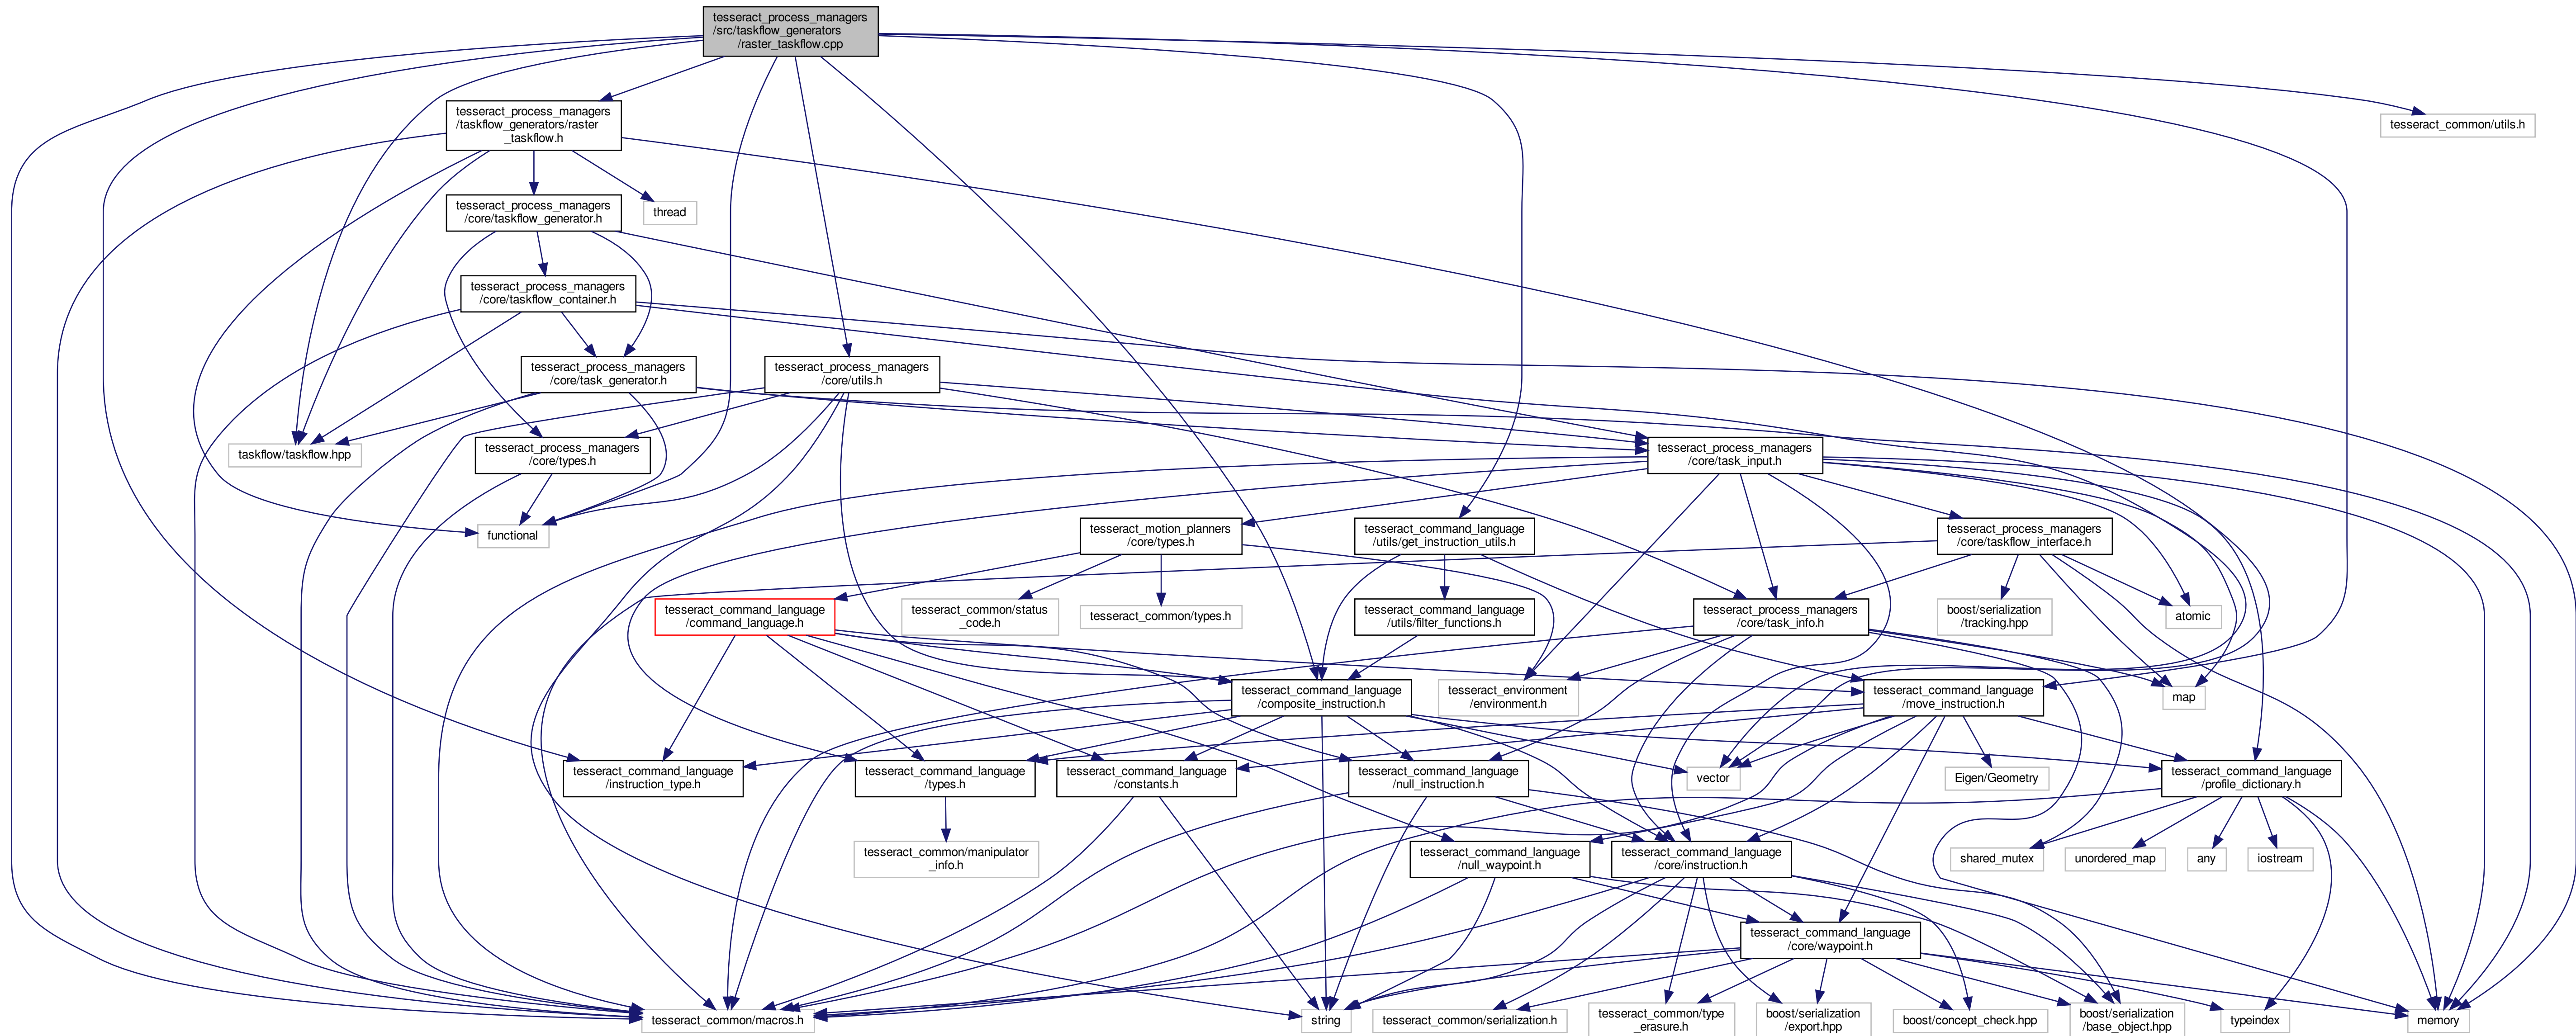 tesseract_process_managers
/src/taskflow_generators
/raster_taskflow.cpp
tesseract_process_managers
/taskflow_generators/raster
_taskflow.h
tesseract_common/utils.h
tesseract_process_managers
/core/taskflow_generator.h
thread
tesseract_process_managers
/core/taskflow_container.h
tesseract_process_managers
/core/task_generator.h
tesseract_process_managers
/core/utils.h
taskflow/taskflow.hpp
tesseract_process_managers
/core/types.h
tesseract_process_managers
/core/task_input.h
functional
tesseract_motion_planners
/core/types.h
tesseract_command_language
/utils/get_instruction_utils.h
tesseract_process_managers
/core/taskflow_interface.h
tesseract_command_language
/command_language.h
tesseract_common/status
_code.h
tesseract_common/types.h
tesseract_command_language
/utils/filter_functions.h
tesseract_process_managers
/core/task_info.h
boost/serialization
/tracking.hpp
atomic
tesseract_command_language
/composite_instruction.h
tesseract_environment
/environment.h
tesseract_command_language
/move_instruction.h
map
tesseract_command_language
/instruction_type.h
tesseract_command_language
/types.h
tesseract_command_language
/constants.h
tesseract_command_language
/null_instruction.h
vector
Eigen/Geometry
tesseract_command_language
/profile_dictionary.h
tesseract_common/manipulator
_info.h
tesseract_command_language
/null_waypoint.h
tesseract_command_language
/core/instruction.h
shared_mutex
unordered_map
any
iostream
tesseract_command_language
/core/waypoint.h
tesseract_common/macros.h
string
tesseract_common/serialization.h
tesseract_common/type
_erasure.h
boost/serialization
/export.hpp
boost/concept_check.hpp
boost/serialization
/base_object.hpp
typeindex
memory